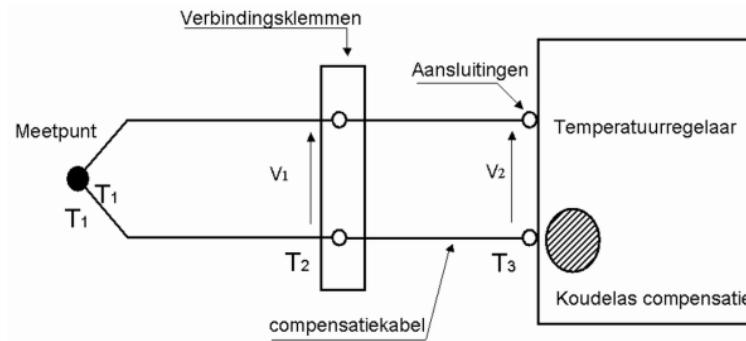 Verbindingsklemmen
Aansluitingen
Meetpunt
Temperatuurregelaar
T1
T1
V1
V2
T2
T3
Koudelas compensatie
compensatiekabel